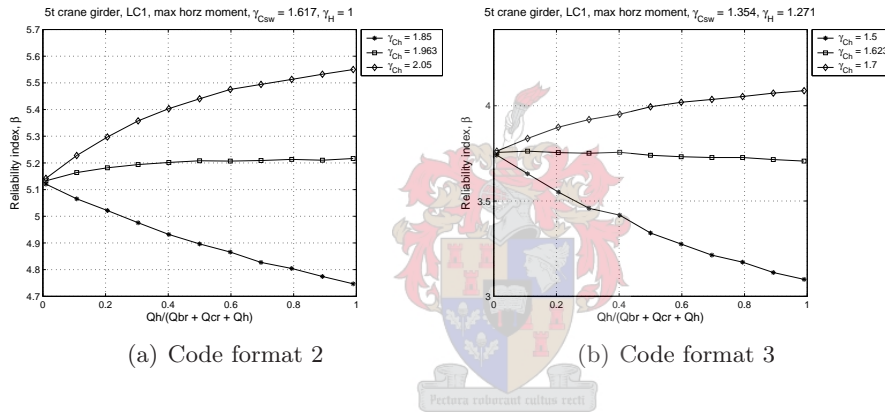 5t crane girder, LC1, max horz moment, γCsw = 1.617, γH = 1
5.7
5.6
5.5
5.4
5.3
5.2
5.1
5
4.9
4.8
4.7
Reliability index, β
0
0.2
0.4
0.6
0.8
1
Qh/(Qbr + Qcr + Qh)
γCh = 1.85
γCh = 1.963
γCh = 2.05
(a) Code format 2
5t crane girder, LC1, max horz moment, γCsw = 1.354, γH = 1.271
4
3.5
3
Reliability index, β
0
0.2
0.4
0.6
0.8
1
Qh/(Qbr + Qcr + Qh)
γCh = 1.5
γCh = 1.623
γCh = 1.7
(b) Code format 3
Pectora roborant cultus recti